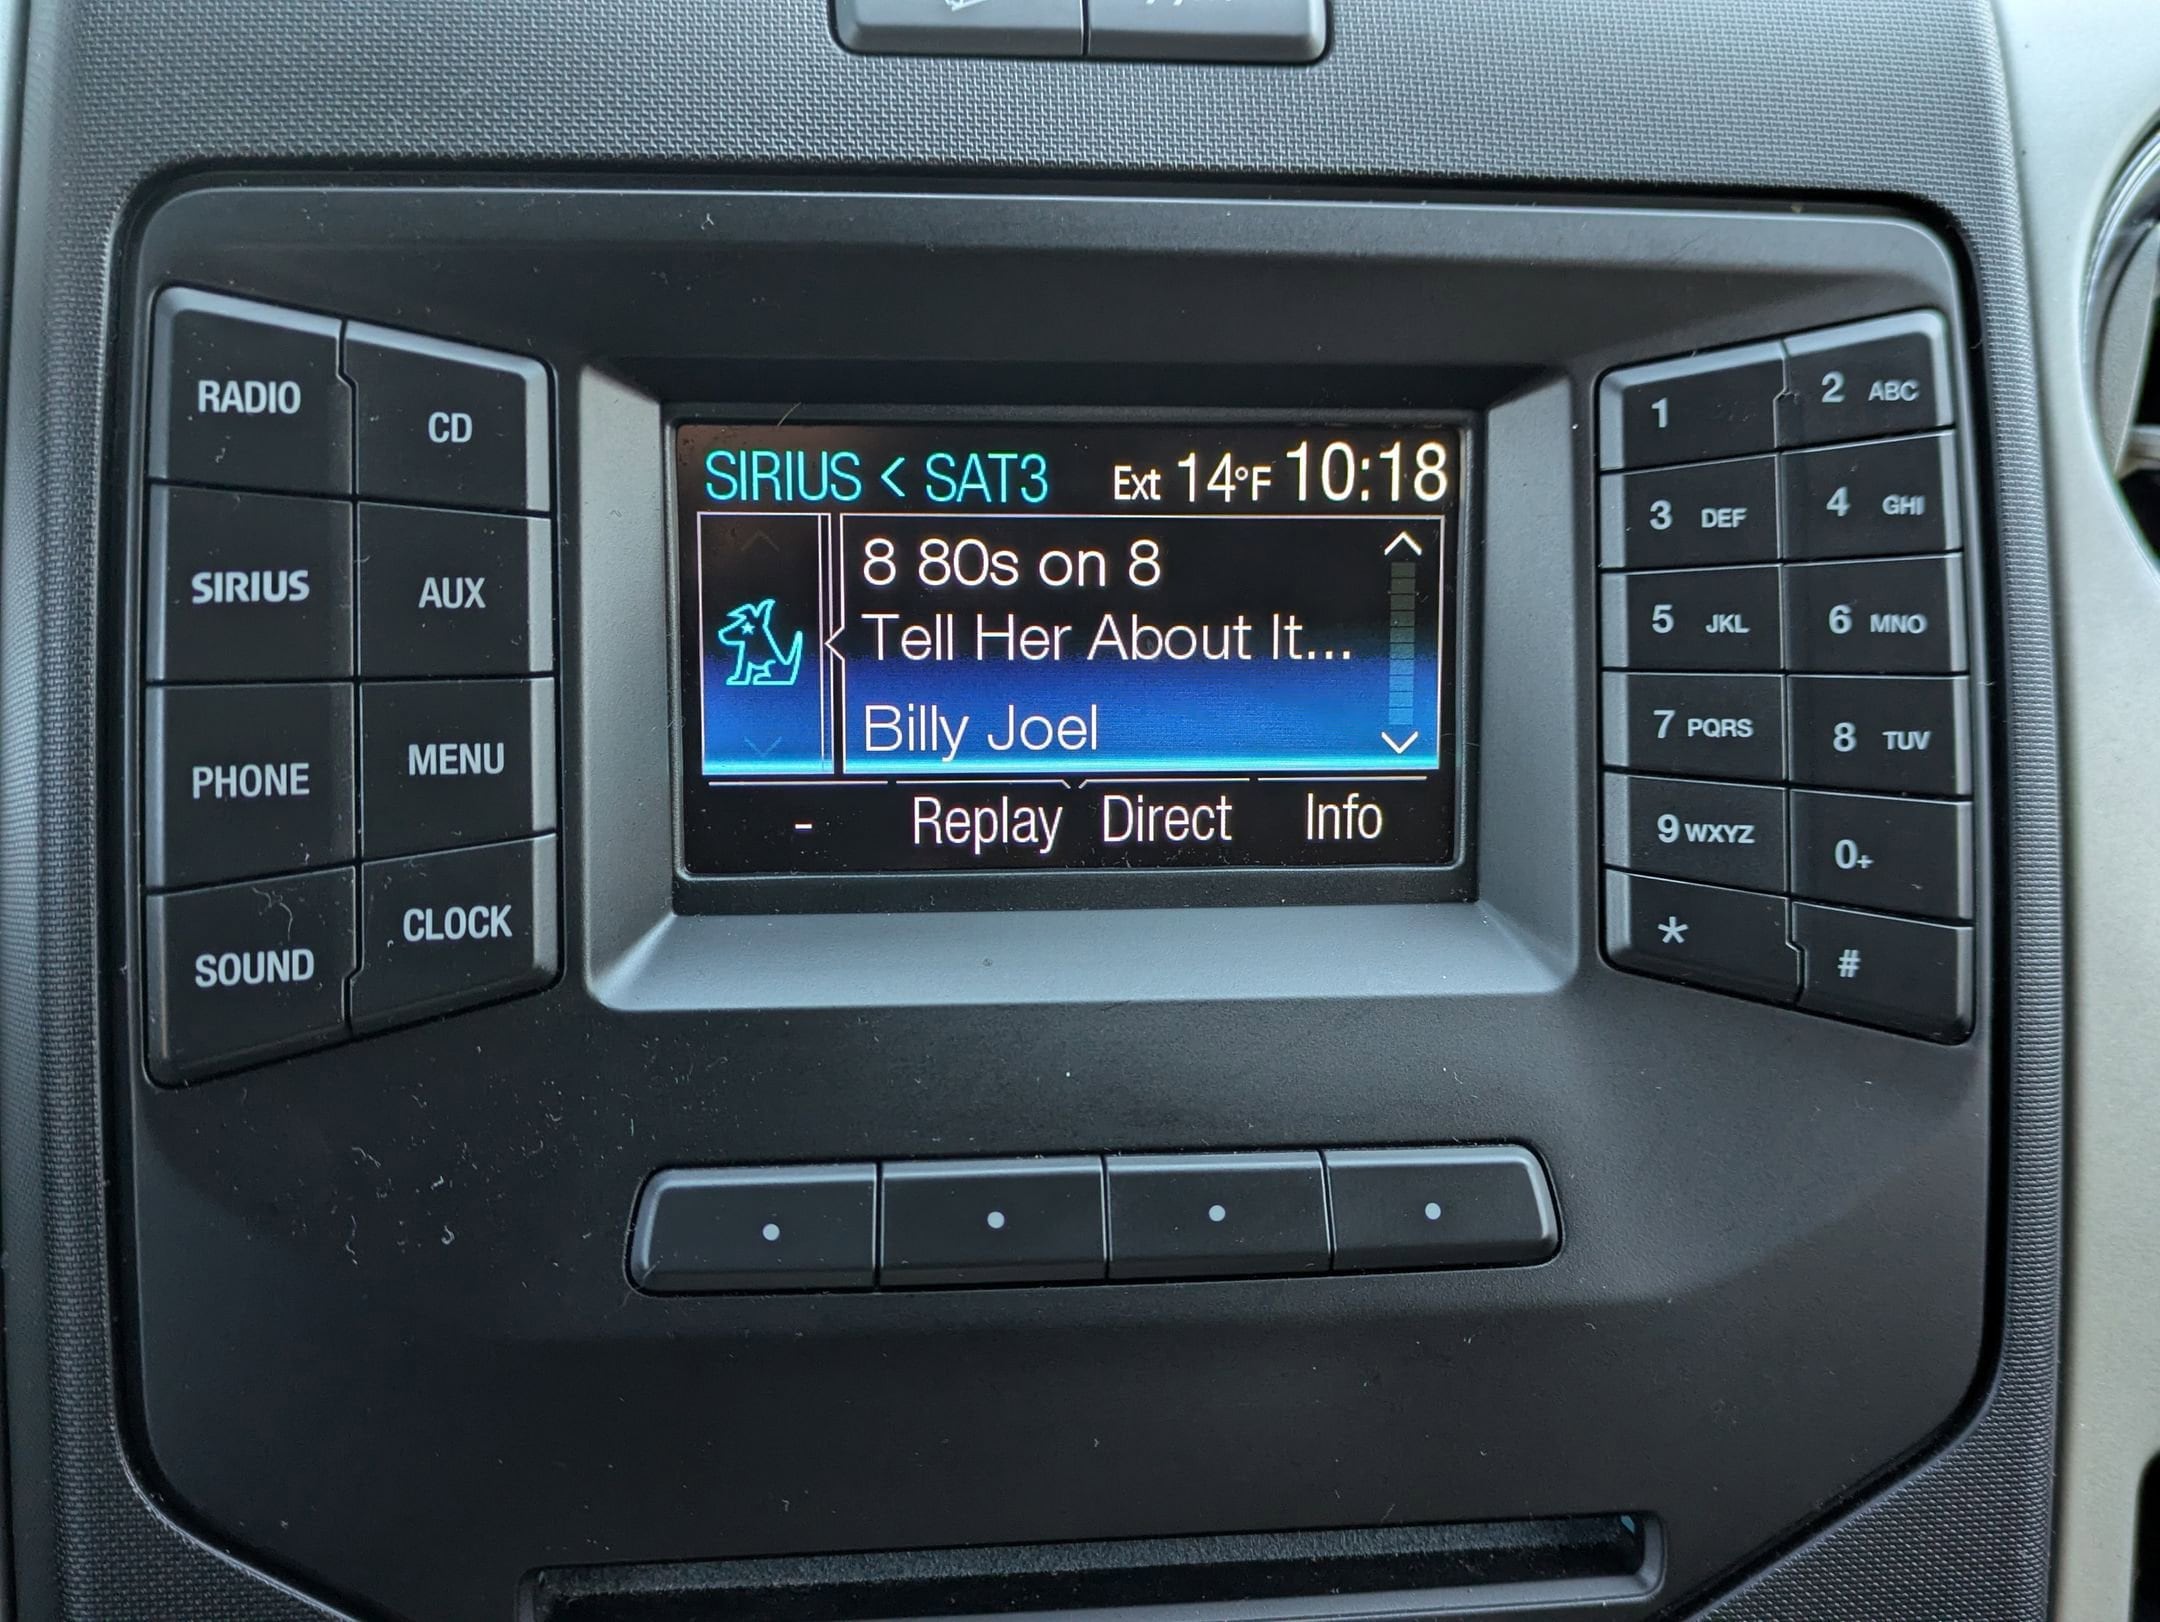 RADIO
CD
SIRIUS
AUX
PHONE
MENU
SOUND
CLOCK
SIRIUS < SAT3 Ext 14°F 10:18
8 80s on 8
Tell Her About It...
Billy Joel
- Replay Direct Info
1
2 ABC
3 DEF
4 GHI
5 JKL
6 MNO
7 PQRS
8 TUV
9 WXYZ
0+
*
#